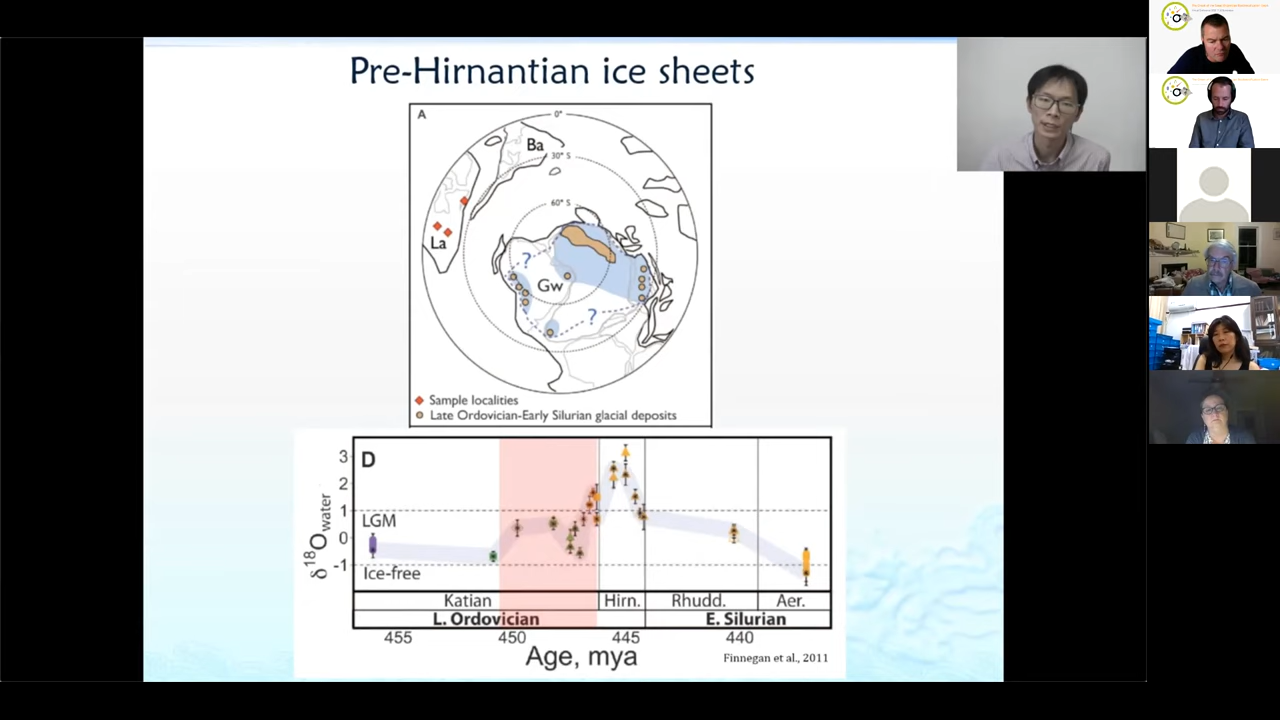 Pre-Hirnantian ice sheets
A
0°
Ba
30° S
60° S
La
?
Gw
?
Sample localities
Late Ordovician-Early Silurian glacial deposits
D
3
2
1
0
-1
δ18Owater
LGM
Ice-free
Katian
Hirn.
Rhudd.
Aer.
L. Ordovician
E. Silurian
455
450
445
440
Age, mya
Finnegan et al., 2011